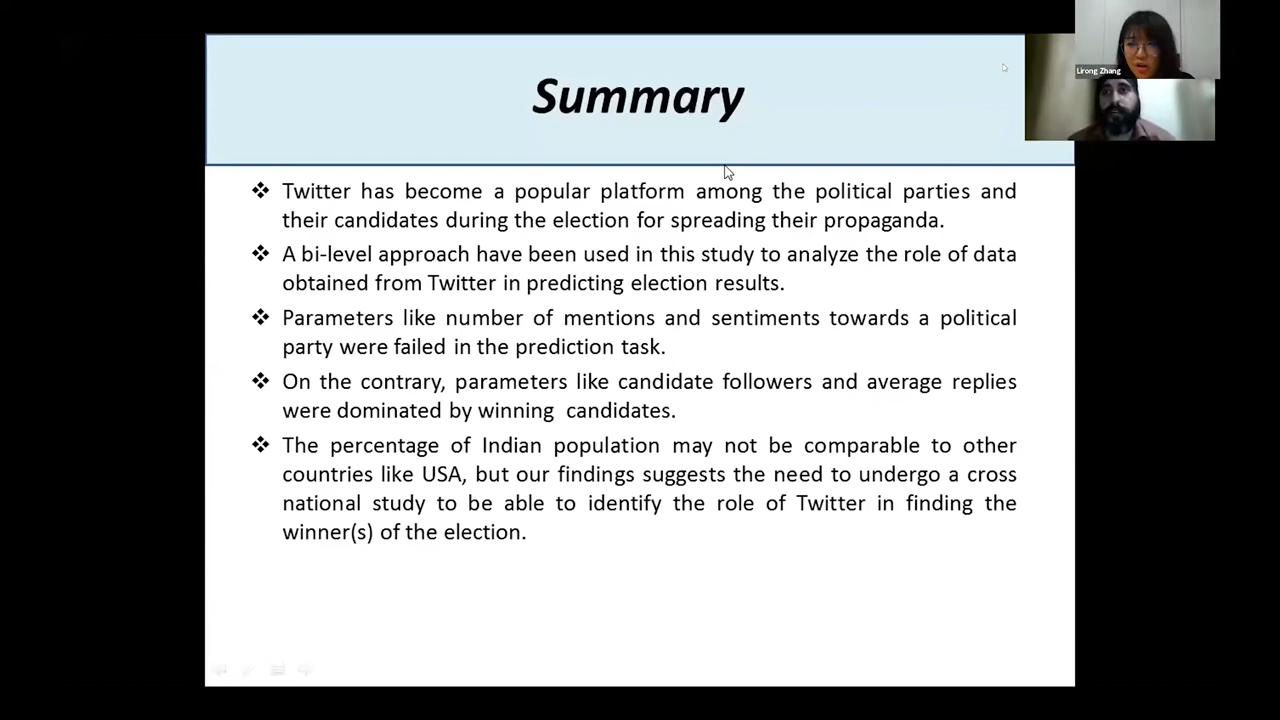 Summary
Lirong Zhang
❖ Twitter has become a popular platform among the political parties and
their candidates during the election for spreading their propaganda.
❖ A bi-level approach have been used in this study to analyze the role of data
obtained from Twitter in predicting election results.
❖ Parameters like number of mentions and sentiments towards a political
party were failed in the prediction task.
❖ On the contrary, parameters like candidate followers and average replies
were dominated by winning candidates.
❖ The percentage of Indian population may not be comparable to other
countries like USA, but our findings suggests the need to undergo a cross
national study to be able to identify the role of Twitter in finding the
winner(s) of the election.